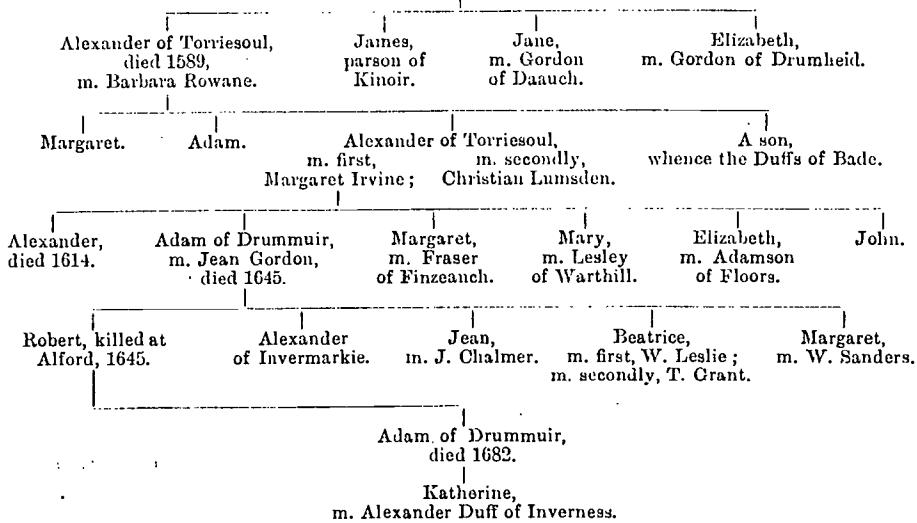 Alexander of Torriesoul,
died 1589,
m. Barbara Rowane.
James,
parson of
Kinoir.
Jane,
m. Gordon
of Daauch.
Elizabeth,
m. Gordon of Drumheid.
Margaret.
Adam.
Alexander of Torriesoul,
m. first, m. secondly,
Margaret Irvine; Christian Lumsden.
A son,
whence the Duffs of Bade.
Alexander,
died 1614.
Adam of Drummuir,
m. Jean Gordon,
died 1645.
Margaret,
m. Fraser
of Finzeauch.
Mary,
m. Lesley
of Warthill.
Elizabeth,
m. Adamson
of Floors.
John.
Robert, killed at
Alford, 1645.
Alexander
of Invermarkie.
Jean,
m. J. Chalmer.
Beatrice,
m. first, W. Leslie;
m. secondly, T. Grant.
Margaret,
m. W. Sanders.
Adam of Drummuir,
died 1682.
Katherine,
m. Alexander Duff of Inverness.